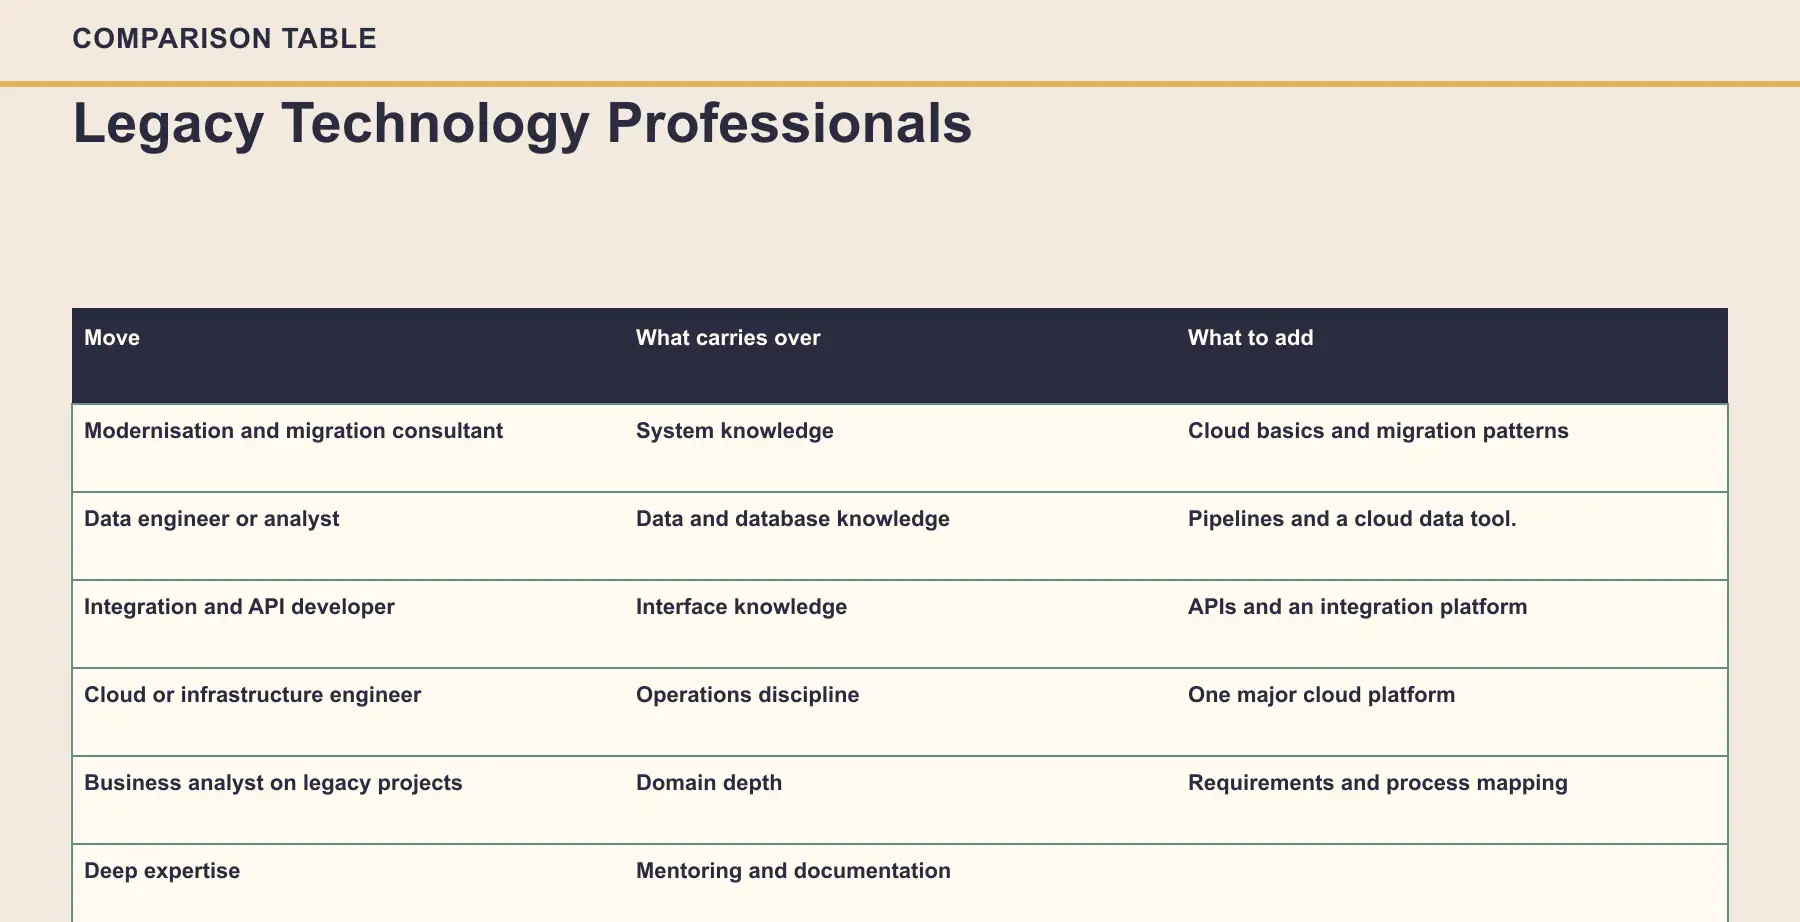 COMPARISON TABLE
Legacy Technology Professionals
Move What carries over What to add
Modernisation and migration consultant System knowledge Cloud basics and migration patterns
Data engineer or analyst Data and database knowledge Pipelines and a cloud data tool.
Integration and API developer Interface knowledge APIs and an integration platform
Cloud or infrastructure engineer Operations discipline One major cloud platform
Business analyst on legacy projects Domain depth Requirements and process mapping
Deep expertise Mentoring and documentation